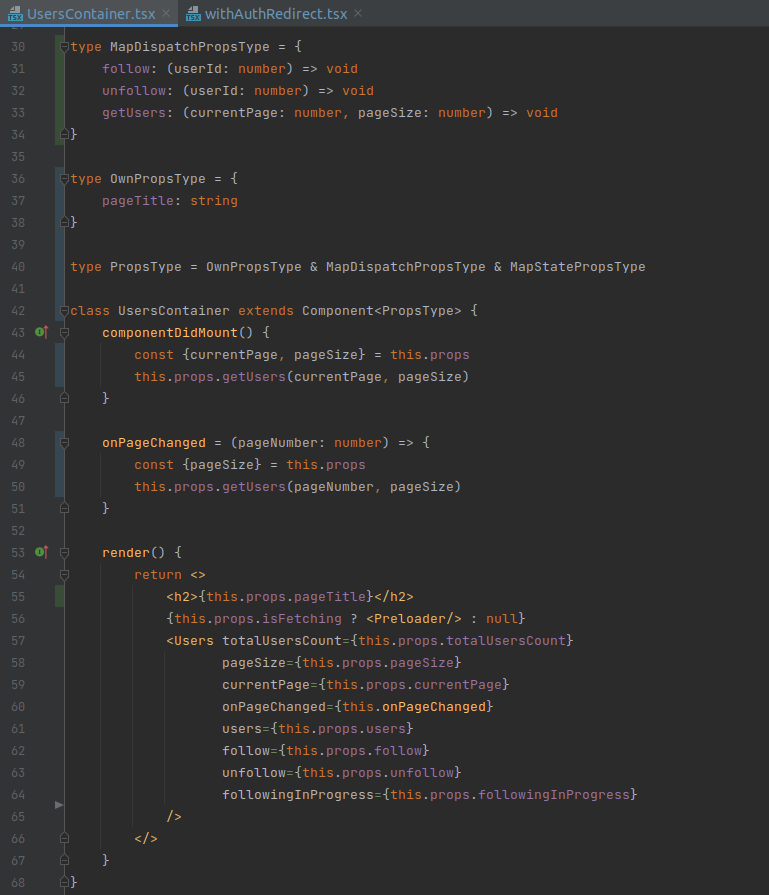 UsersContainer.tsx withAuthRedirect.tsx
30 type MapDispatchPropsType = {
31     follow: (userId: number) => void
32     unfollow: (userId: number) => void
33     getUsers: (currentPage: number, pageSize: number) => void
34 }
35
36 type OwnPropsType = {
37     pageTitle: string
38 }
39
40 type PropsType = OwnPropsType & MapDispatchPropsType & MapStatePropsType
41
42 class UsersContainer extends Component<PropsType> {
43     componentDidMount() {
44         const {currentPage, pageSize} = this.props
45         this.props.getUsers(currentPage, pageSize)
46     }
47
48     onPageChanged = (pageNumber: number) => {
49         const {pageSize} = this.props
50         this.props.getUsers(pageNumber, pageSize)
51     }
52
53     render() {
54         return <>
55             <h2>{this.props.pageTitle}</h2>
56             {this.props.isFetching ? <Preloader/> : null}
57             <Users totalUsersCount={this.props.totalUsersCount}
58                    pageSize={this.props.pageSize}
59                    currentPage={this.props.currentPage}
60                    onPageChanged={this.onPageChanged}
61                    users={this.props.users}
62                    follow={this.props.follow}
63                    unfollow={this.props.unfollow}
64                    followingInProgress={this.props.followingInProgress}
65             />
66         </>
67     }
68 }